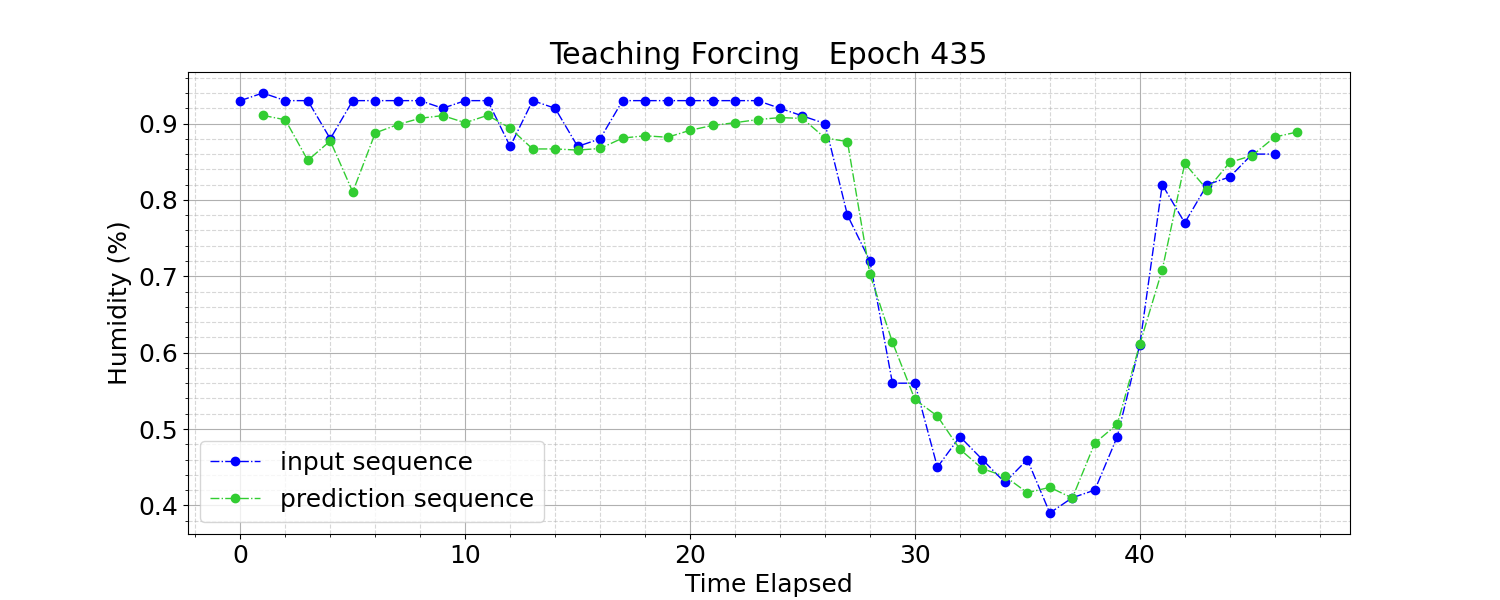 Teaching Forcing   Epoch 435
Humidity (%)
0.9
0.8
0.7
0.6
0.5
0.4
input sequence
prediction sequence
0 10 20 30 40
Time Elapsed